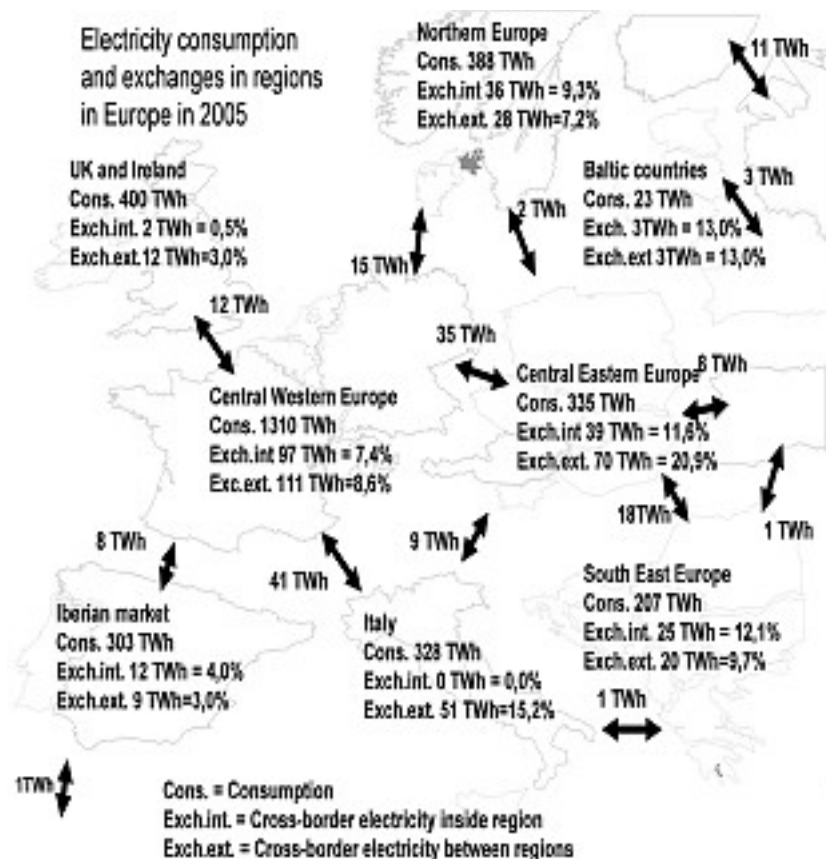 Electricity consumption
and exchanges in regions
in Europe in 2005
Northern Europe
Cons. 388 TWh
Exch.int 36 TWh = 9,3%
Exch.ext. 28 TWh=7,2%
11 TWh
UK and Ireland
Cons. 400 TWh
Exch.int. 2 TWh = 0,5%
Exch.ext.12 TWh=3,0%
Baltic countries
Cons. 23 TWh
Exch. 3TWh = 13,0%
Exch.ext 3TWh = 13,0%
3 TWh
2 TWh
15 TWh
12 TWh
35 TWh
Central Western Europe
Cons. 1310 TWh
Exch.int 97 TWh = 7,4%
Exc.ext. 111 TWh=8,6%
Central Eastern Europe
Cons. 335 TWh
Exch.int 39 TWh = 11,6%
Exch.ext. 70 TWh = 20,9%
TWh
18TWh
1 TWh
8 TWh
41 TWh
9 TWh
Iberian market
Cons. 303 TWh
Exch.int. 12 TWh = 4,0%
Exch.ext. 9 TWh=3,0%
Italy
Cons. 328 TWh
Exch.int. 0 TWh = 0,0%
Exch.ext. 51 TWh=15,2%
South East Europe
Cons. 207 TWh
Exch.int. 25 TWh = 12,1%
Exch.ext. 20 TWh=9,7%
1 TWh
1TWh
Cons. = Consumption
Exch.int. = Cross-border electricity inside region
Exch.ext. = Cross-border electricity between regions